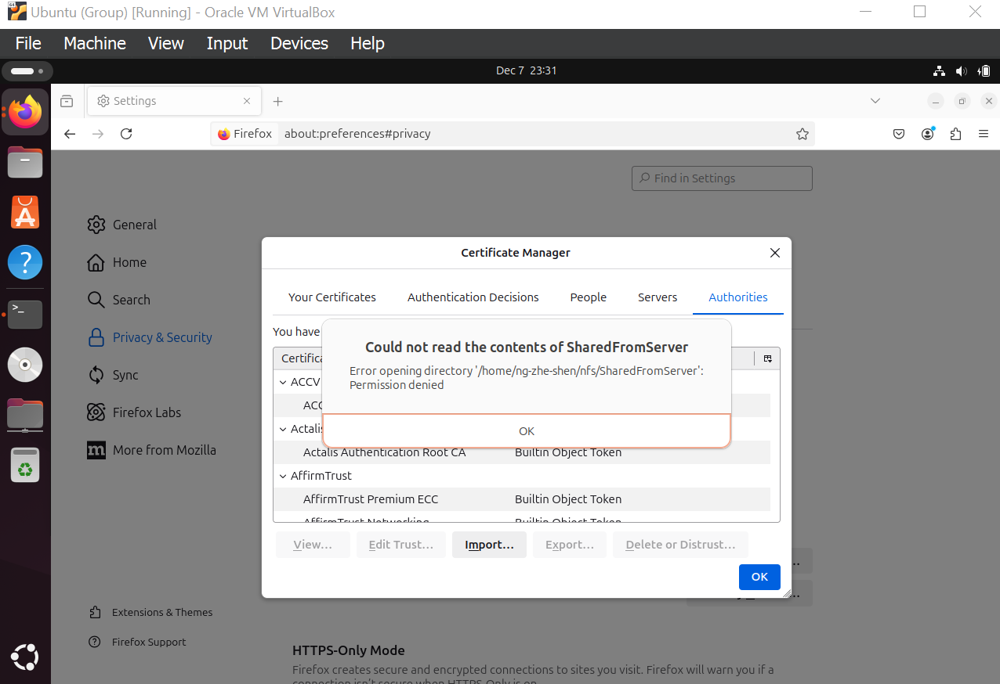 Ubuntu (Group) [Running] - Oracle VM VirtualBox
File Machine View Input Devices Help
Dec 7 23:31
Settings
Firefox about:preferences#privacy
Find in Settings
General
Home
Search
Privacy & Security
Sync
Firefox Labs
More from Mozilla
Extensions & Themes
Firefox Support
Certificate Manager
Your Certificates Authentication Decisions People Servers Authorities
You have
Could not read the contents of SharedFromServer
Error opening directory '/home/ng-zhe-shen/nfs/SharedFromServer':
Permission denied
OK
ACCV
Actalis Authentication Root CA Builtin Object Token
AffirmTrust
AffirmTrust Premium ECC Builtin Object Token
AffirmTrust Networking Builtin Object Token
View… Edit Trust… Import… Export… Delete or Distrust…
OK
HTTPS-Only Mode
Firefox creates secure and encrypted connections to sites you visit. Firefox will warn you if a
connection isn't secure when HTTPS-Only is on.